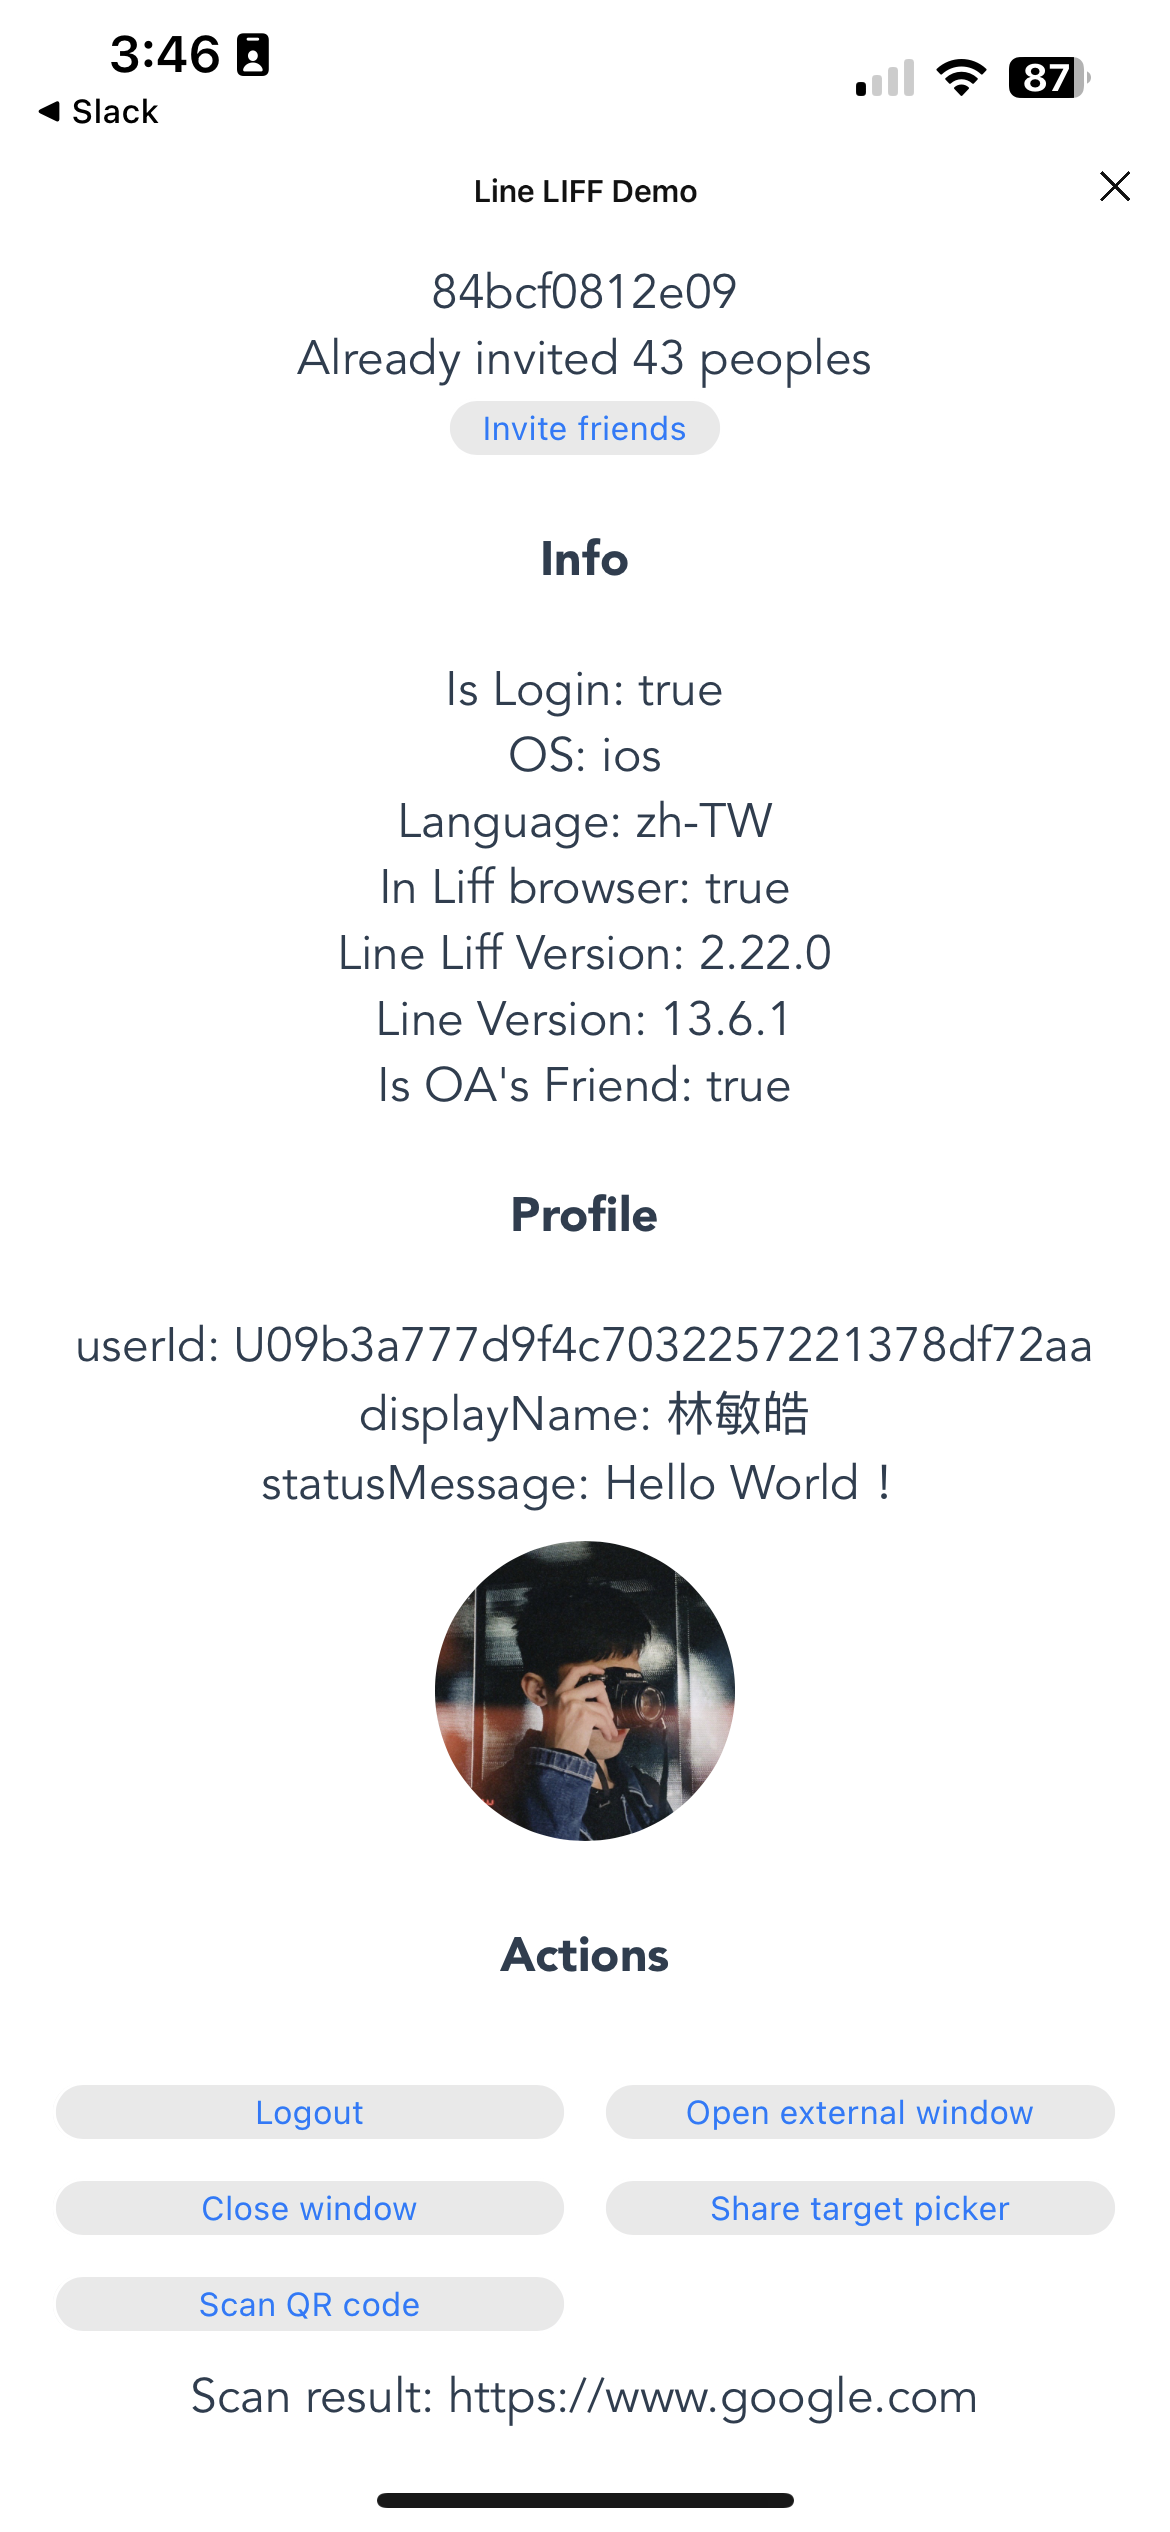 3:46
87
◀ Slack
Line LIFF Demo
84bcf0812e09
Already invited 43 peoples
Invite friends
Info
Is Login: true
OS: ios
Language: zh-TW
In Liff browser: true
Line Liff Version: 2.22.0
Line Version: 13.6.1
Is OA's Friend: true
Profile
userId: U09b3a777d9f4c7032257221378df72aa
displayName: 林敏皓
statusMessage: Hello World！
Actions
Logout
Open external window
Close window
Share target picker
Scan QR code
Scan result: https://www.google.com